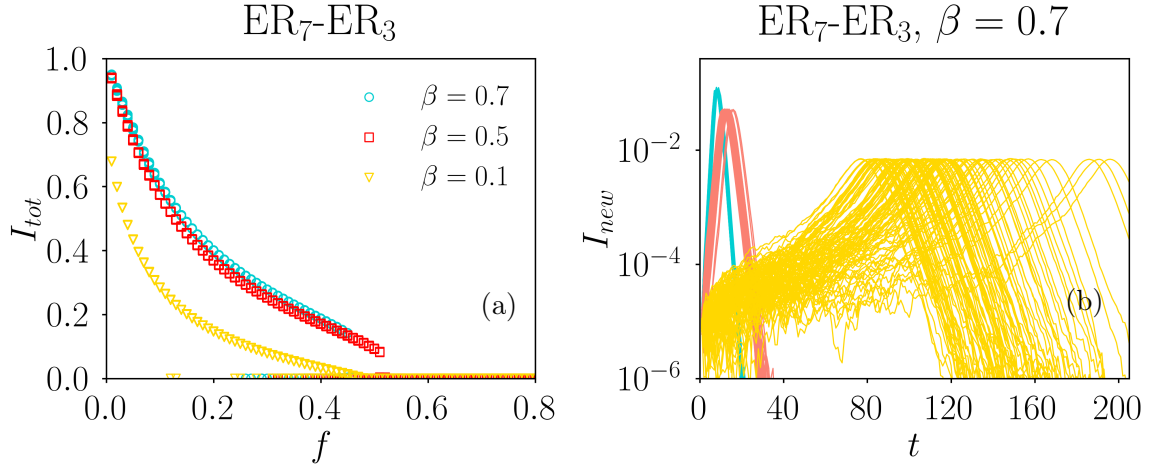 ER₇-ER₃
ER₇-ER₃, β = 0.7
1.0
0.8
0.6
0.4
0.2
0.0
I_tot
β = 0.7
β = 0.5
β = 0.1
(a)
0.0 0.2 0.4 0.6 0.8
f
10⁻²
10⁻⁴
10⁻⁶
I_new
(b)
0 40 80 120 160 200
t